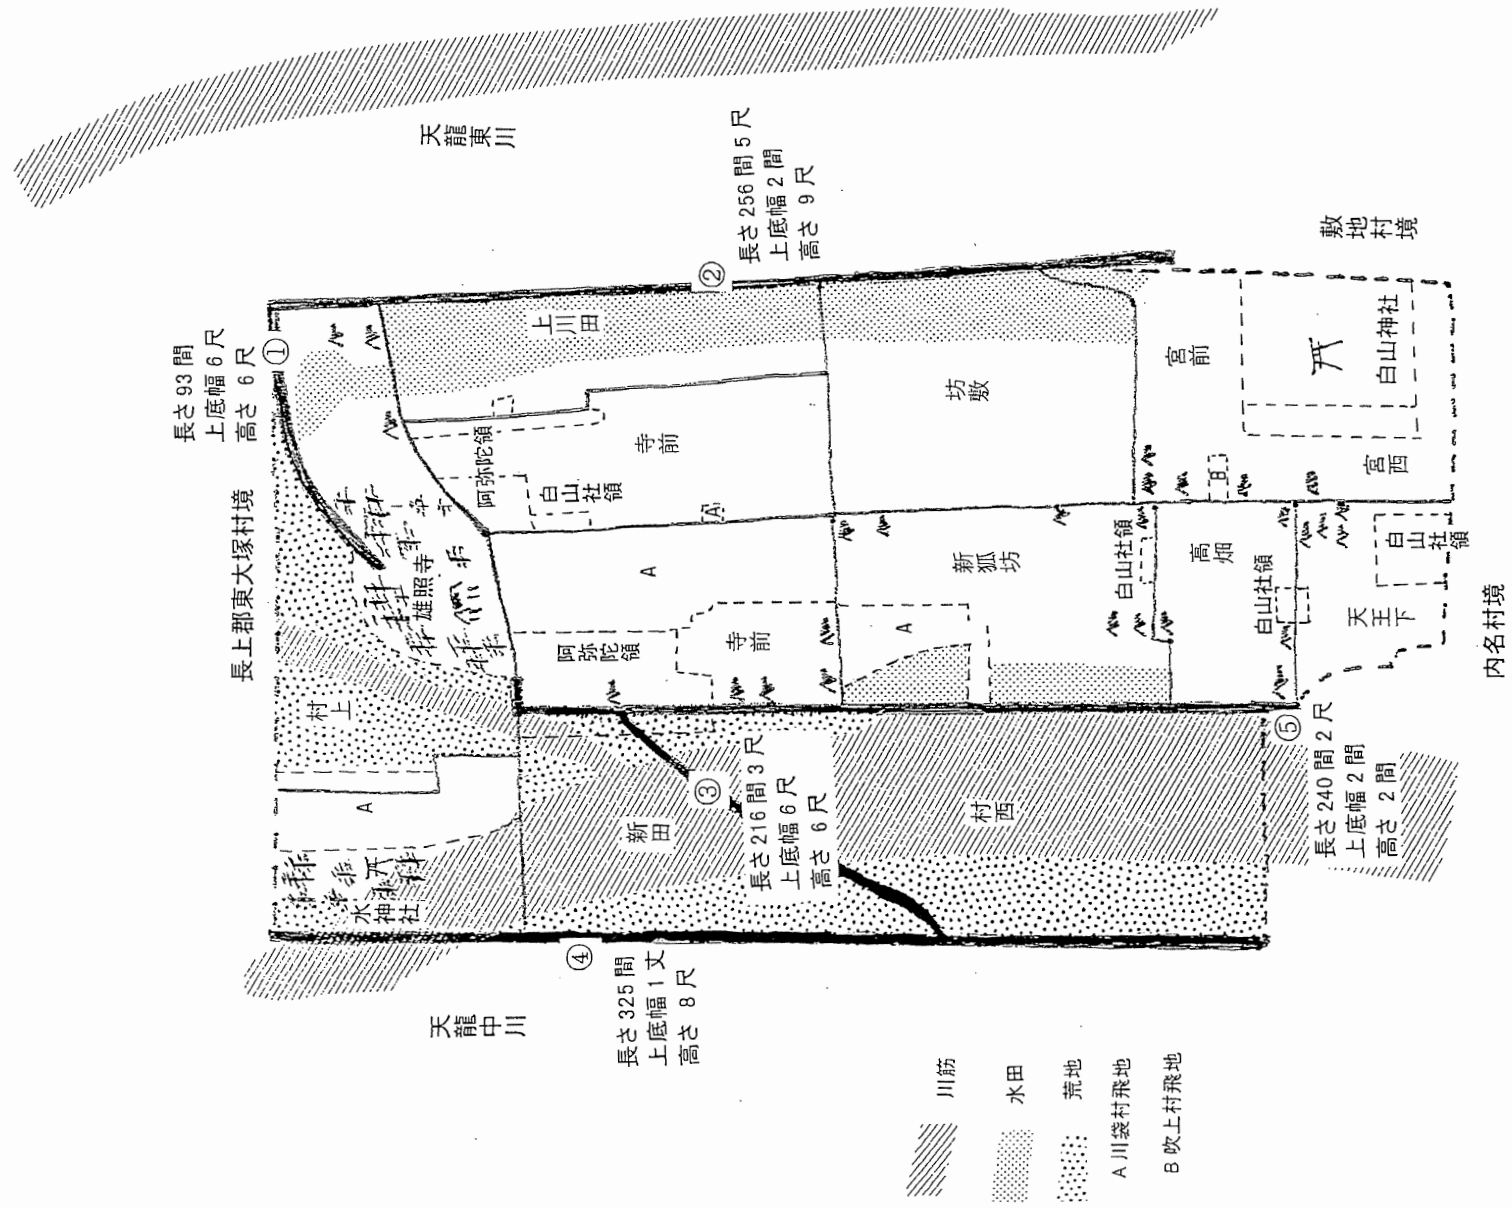 天龍東川
長さ256間5尺
上底幅2間
高さ 9尺
②
敷地村境
長さ93間
上底幅6尺
高さ 6尺
①
長上郡東大塚村境
上川田
阿弥陀領
寺前
白山社領
A
坊敷
宮前
白山神社
宮西
B
雄照寺
村上
A
水神社
A
阿弥陀領
寺前
新狐坊
A
白山社領
高畑
白山社領
白山社領
天王下
内名村境
新田
③
長さ216間3尺
上底幅6尺
高さ 6尺
村西
⑤
長さ240間2尺
上底幅2間
高さ 2間
④
長さ325間
上底幅1丈
高さ 8尺
天龍中川
川筋
水田
荒地
A川袋村飛地
B吹上村飛地